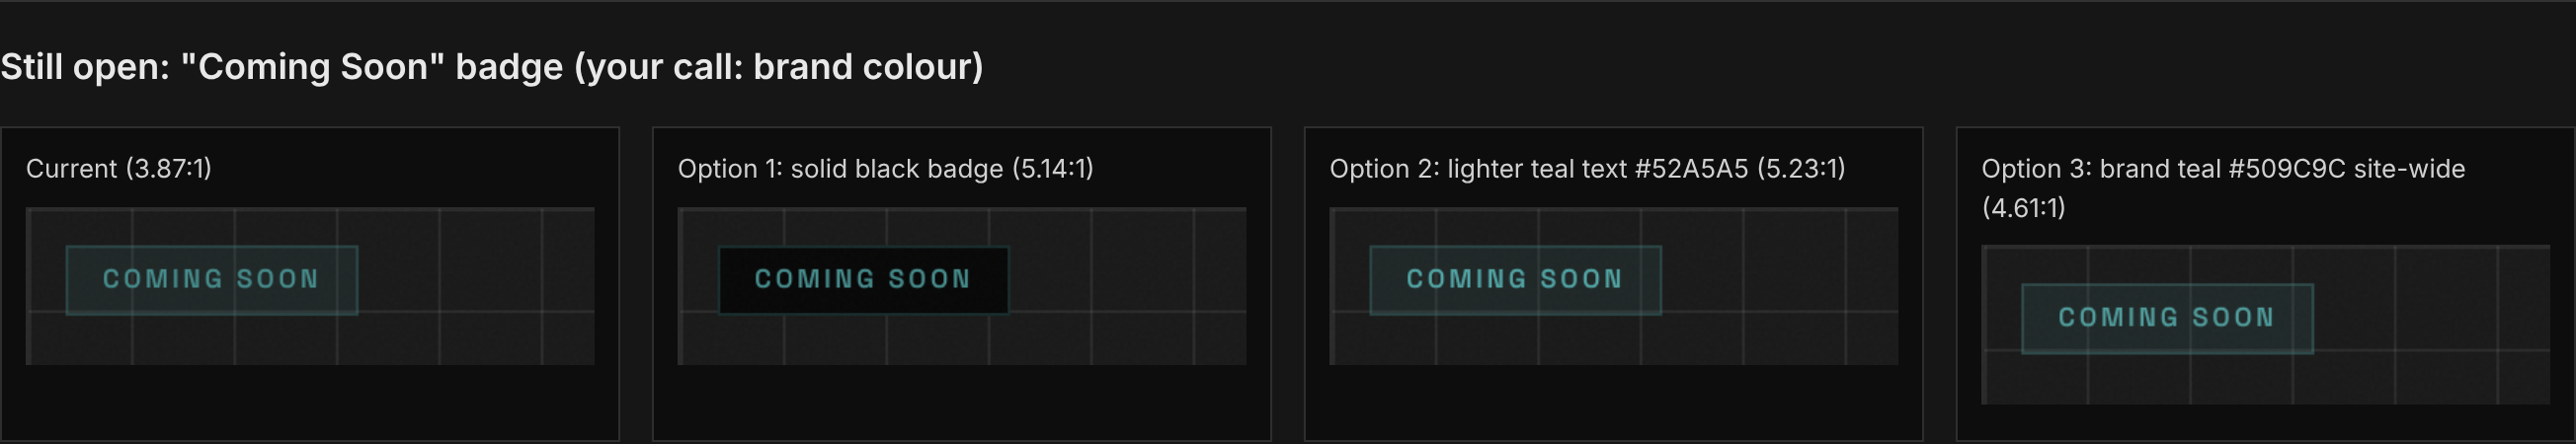 Still open: "Coming Soon" badge (your call: brand colour)
Current (3.87:1)
COMING SOON
Option 1: solid black badge (5.14:1)
COMING SOON
Option 2: lighter teal text #52A5A5 (5.23:1)
COMING SOON
Option 3: brand teal #509C9C site-wide
(4.61:1)
COMING SOON